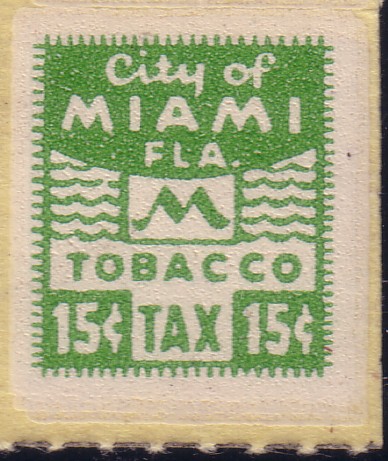 City of
MIAMI
FLA.
M
TOBACCO
15¢ TAX 15¢